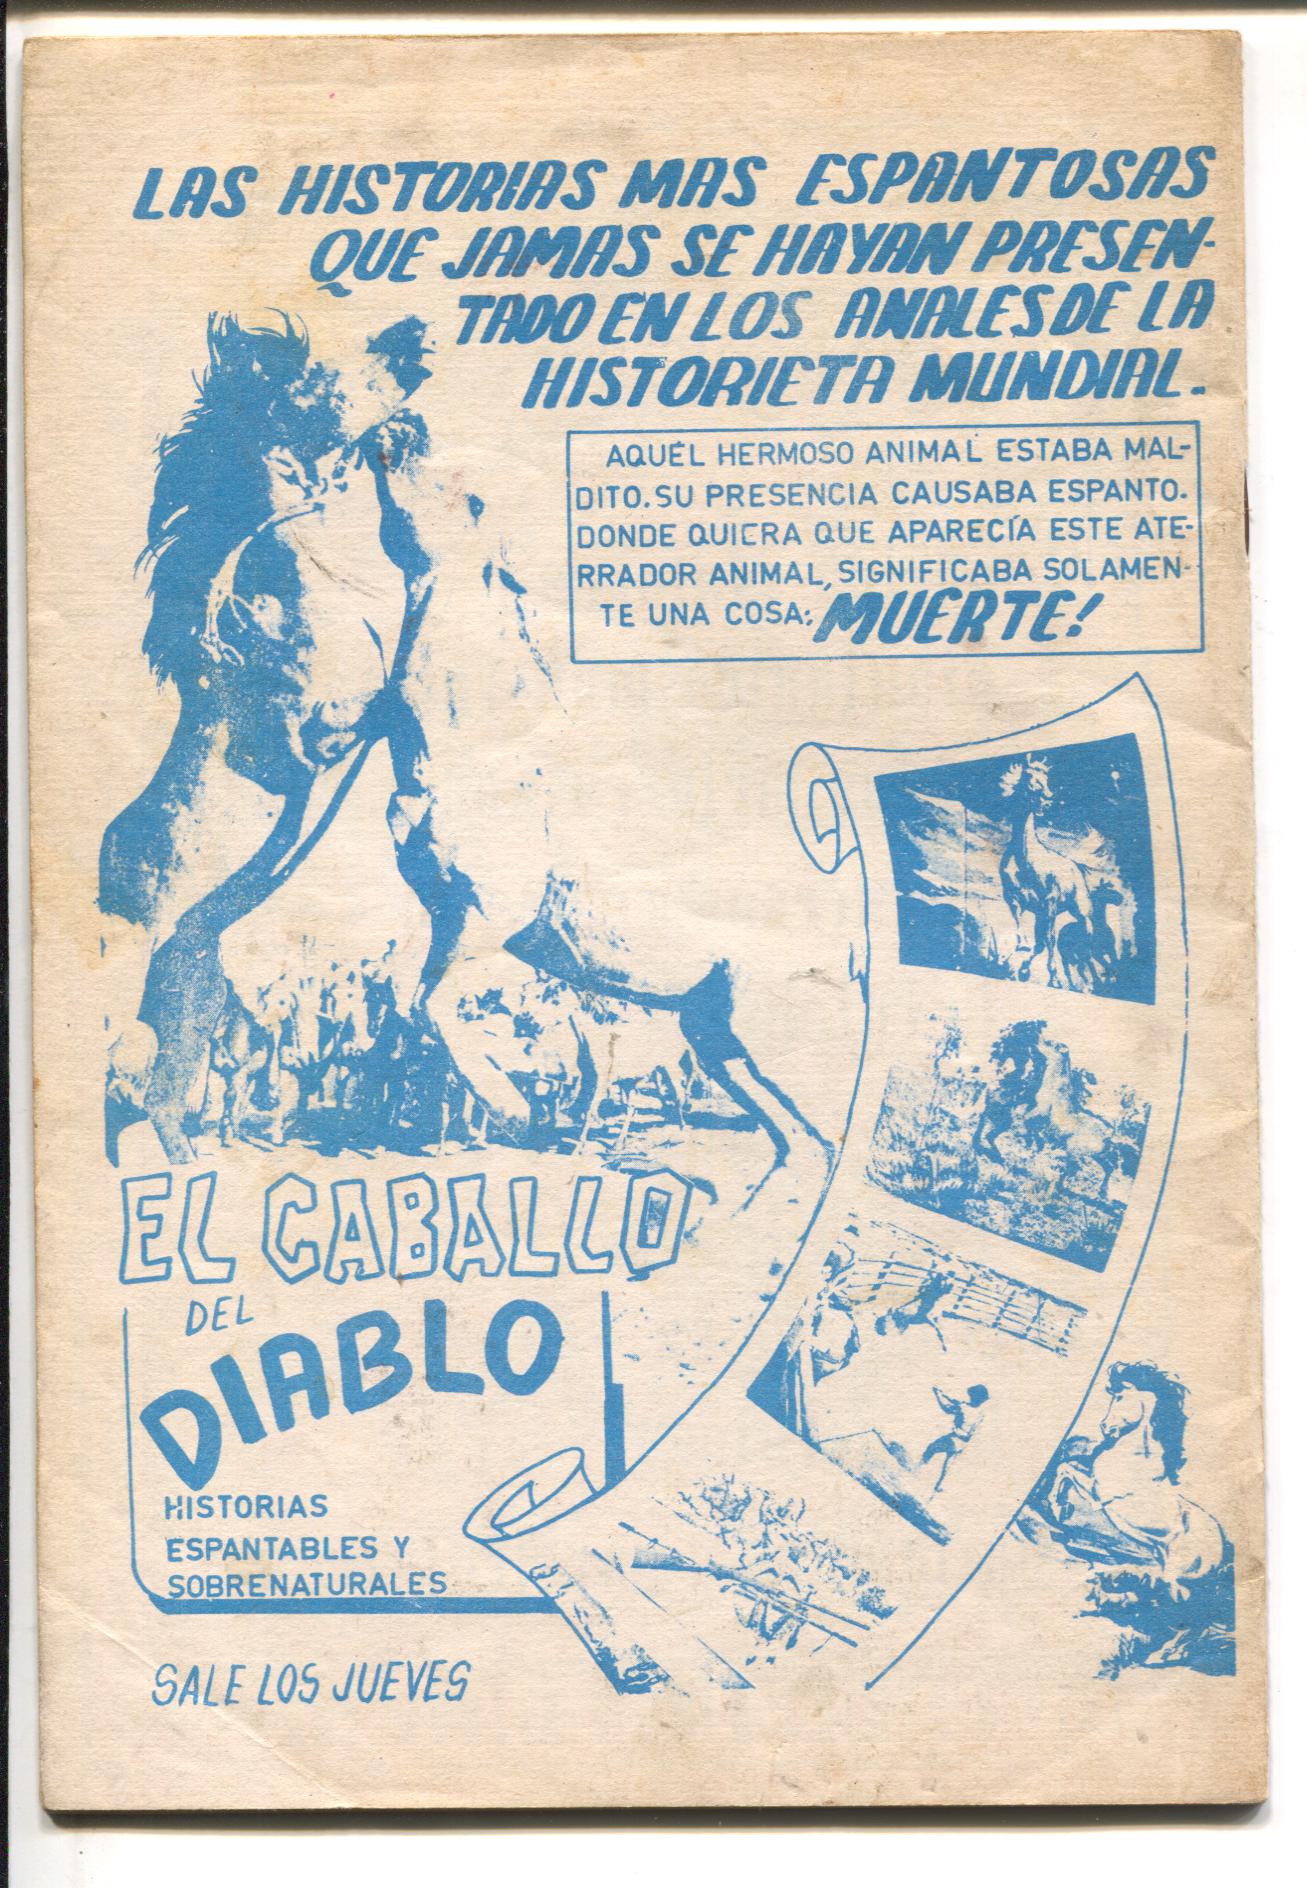 LAS HISTORIAS MAS ESPANTOSAS
QUE JAMAS SE HAYAN PRESEN-
TADO EN LOS ANALES DE LA
HISTORIETA MUNDIAL.
AQUÉL HERMOSO ANIMAL ESTABA MAL-
DITO. SU PRESENCIA CAUSABA ESPANTO.
DONDE QUIERA QUE APARECÍA ESTE ATE-
RRADOR ANIMAL, SIGNIFICABA SOLAMEN-
TE UNA COSA: MUERTE!
EL CABALLO
DEL
DIABLO
HISTORIAS
ESPANTABLES Y
SOBRENATURALES
SALE LOS JUEVES